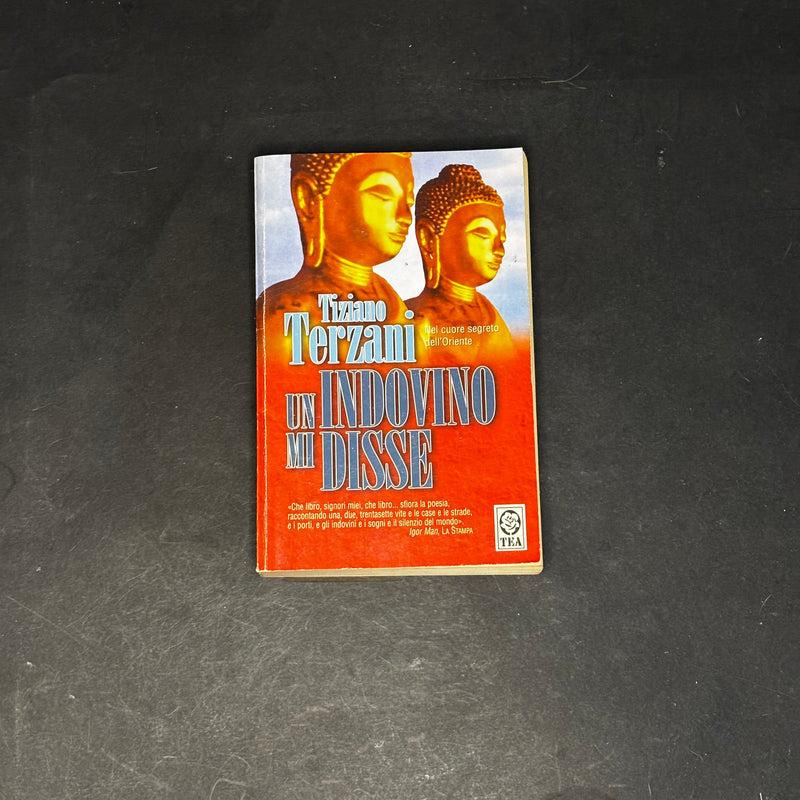 Tiziano
Terzani
Nel cuore segreto
dell'Oriente
UN INDOVINO
MI DISSE
«Che libro, signori miei, che libro... sfiora la poesia,
raccontando una, due, trentasette vite e le case e le strade,
e i porti, e gli indovini e i sogni e il silenzio del mondo».
Igor Man, LA STAMPA
TEA